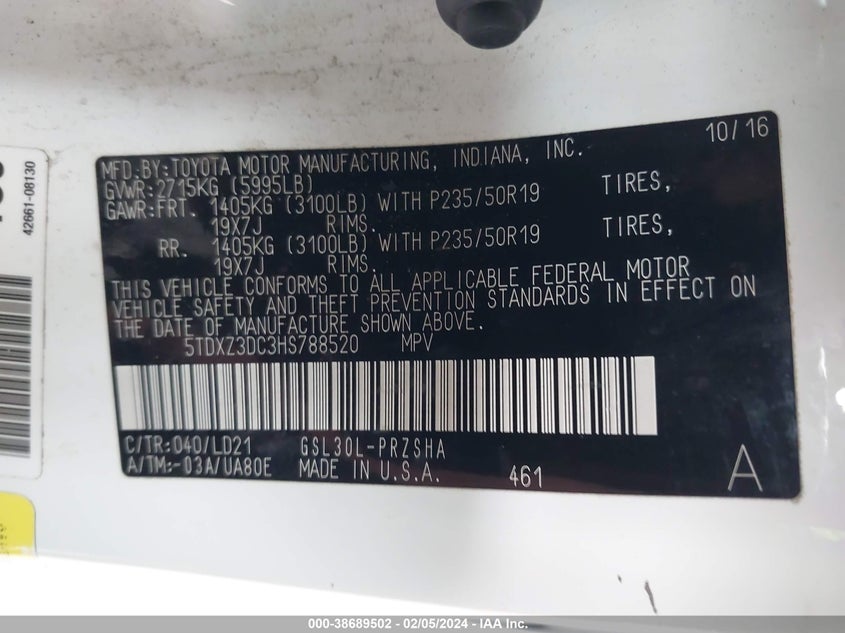 10/16
MFD.BY:TOYOTA MOTOR MANUFACTURING, INDIANA, INC.
GVWR:2715KG (5995LB)
GAWR:FRT. 1405KG (3100LB) WITH P235/50R19 TIRES,
19X7J RIMS.
RR. 1405KG (3100LB) WITH P235/50R19 TIRES,
19X7J RIMS.
THIS VEHICLE CONFORMS TO ALL APPLICABLE FEDERAL MOTOR
VEHICLE SAFETY AND THEFT PREVENTION STANDARDS IN EFFECT ON
THE DATE OF MANUFACTURE SHOWN ABOVE.
5TDXZ3DC3HS788520 MPV
C/TR:040/LD21 GSL30L-PRZSHA
A/TM:-03A/UA80E MADE IN U.S.A. 461 A
42661-08130
000-38689502 - 02/05/2024 - IAA Inc.